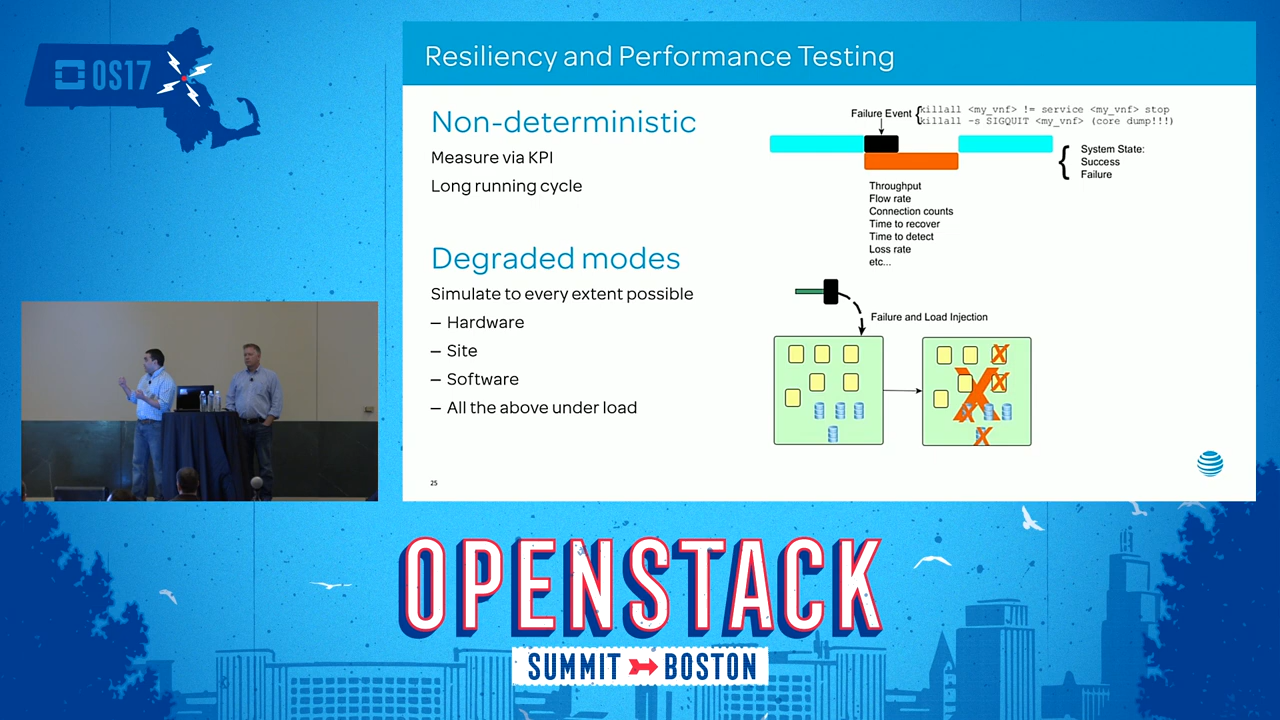 OS17
Resiliency and Performance Testing
Non-deterministic
Measure via KPI
Long running cycle
Degraded modes
Simulate to every extent possible
– Hardware
– Site
– Software
– All the above under load
25
Failure Event
killall <my_vnf> != service <my_vnf> stop
killall -s SIGQUIT <my_vnf> (core dump!!!)
System State:
Success
Failure
Throughput
Flow rate
Connection counts
Time to recover
Time to detect
Loss rate
etc...
Failure and Load Injection
OPENSTACK
SUMMIT BOSTON